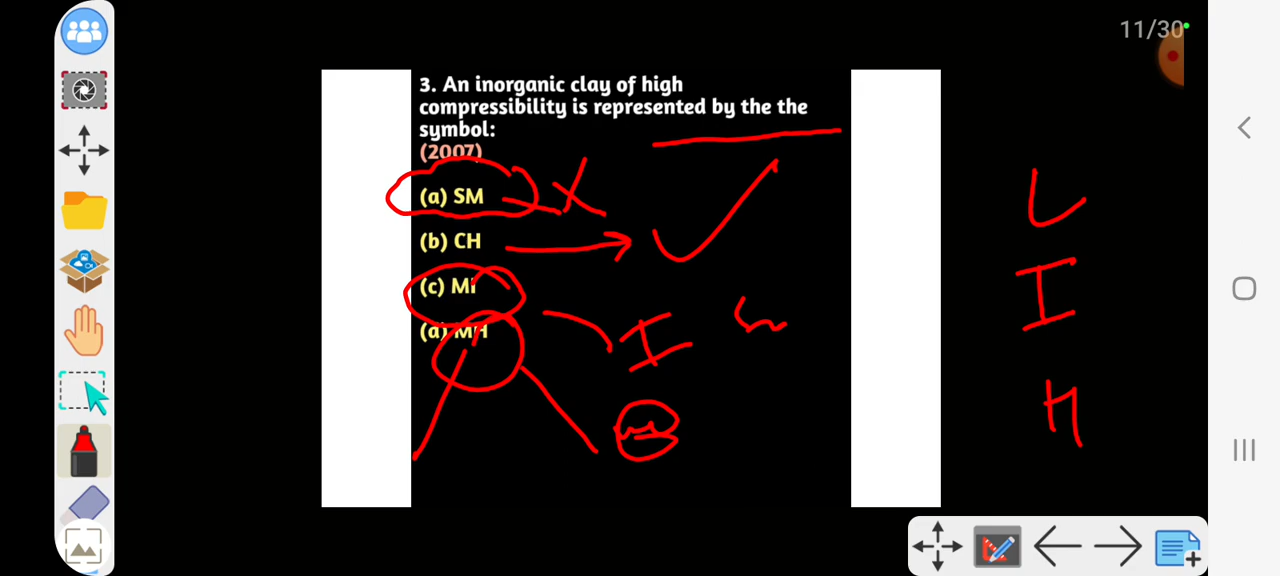 11/30
3. An inorganic clay of high
compressibility is represented by the the
symbol:
(2007)
(a) SM
(b) CH
(c) MI
(d) MH
I
L
I
H